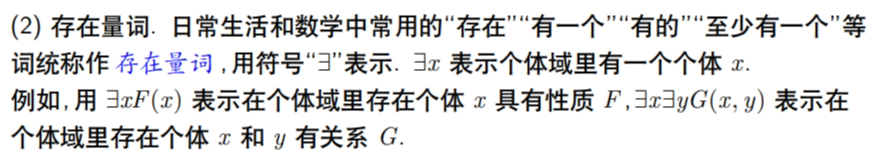 (2) 存在量词. 日常生活和数学中常用的“存在”“有一个”“有的”“至少有一个”等
词统称作 存在量词 ,用符号“∃”表示. ∃x 表示个体域里有一个个体 x.
例如,用 ∃xF(x) 表示在个体域里存在个体 x 具有性质 F,∃x∃yG(x, y) 表示在
个体域里存在个体 x 和 y 有关系 G.